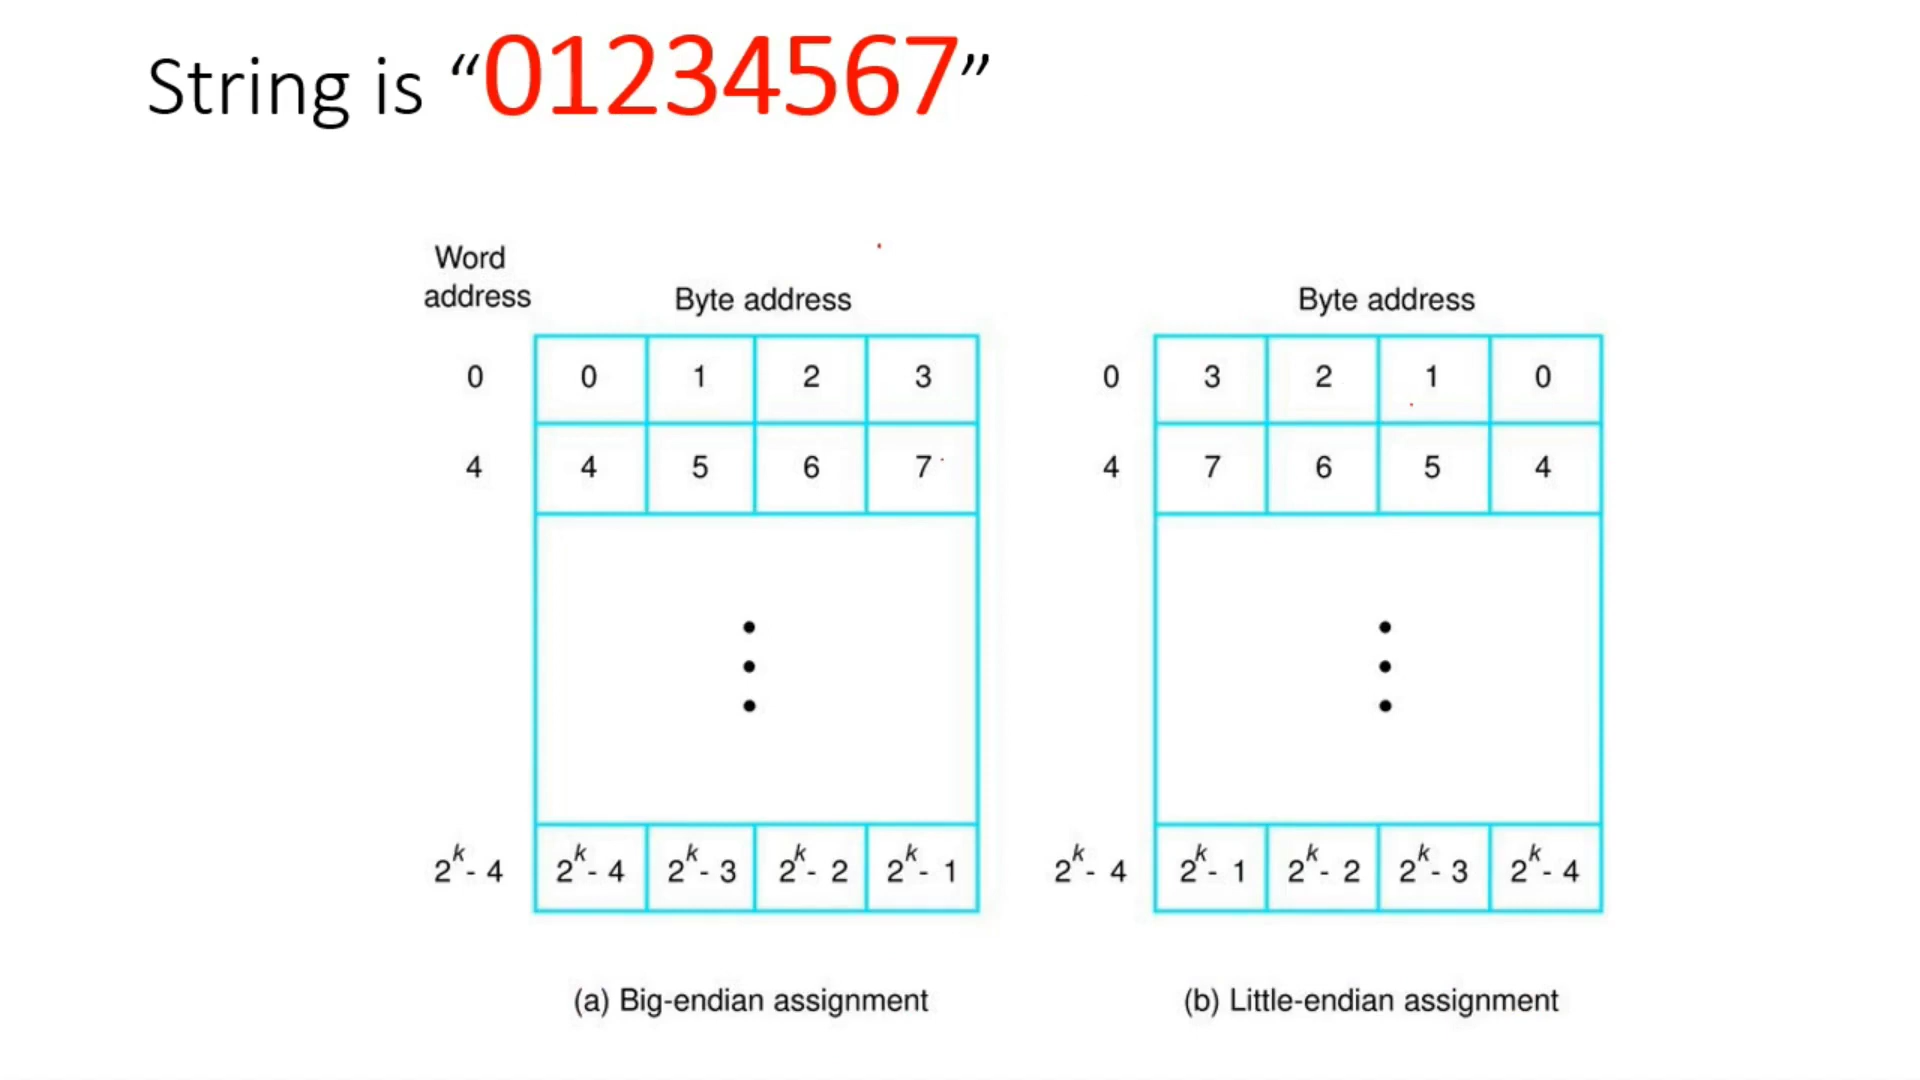 String is “01234567”
Word
address
Byte address
0 0 1 2 3
4 4 5 6 7
2^k - 4 2^k - 4 2^k - 3 2^k - 2 2^k - 1
(a) Big-endian assignment
Byte address
0 3 2 1 0
4 7 6 5 4
2^k - 4 2^k - 1 2^k - 2 2^k - 3 2^k - 4
(b) Little-endian assignment